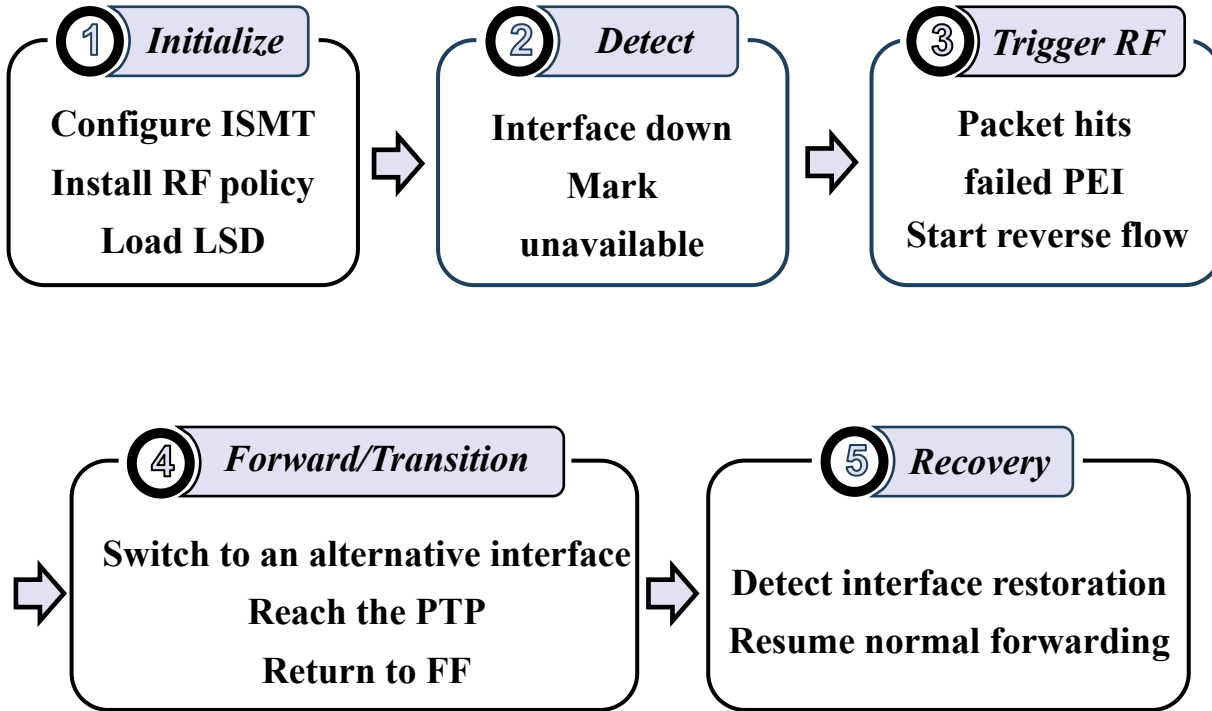 1 Initialize
Configure ISMT
Install RF policy
Load LSD
2 Detect
Interface down
Mark
unavailable
3 Trigger RF
Packet hits
failed PEI
Start reverse flow
4 Forward/Transition
Switch to an alternative interface
Reach the PTP
Return to FF
5 Recovery
Detect interface restoration
Resume normal forwarding